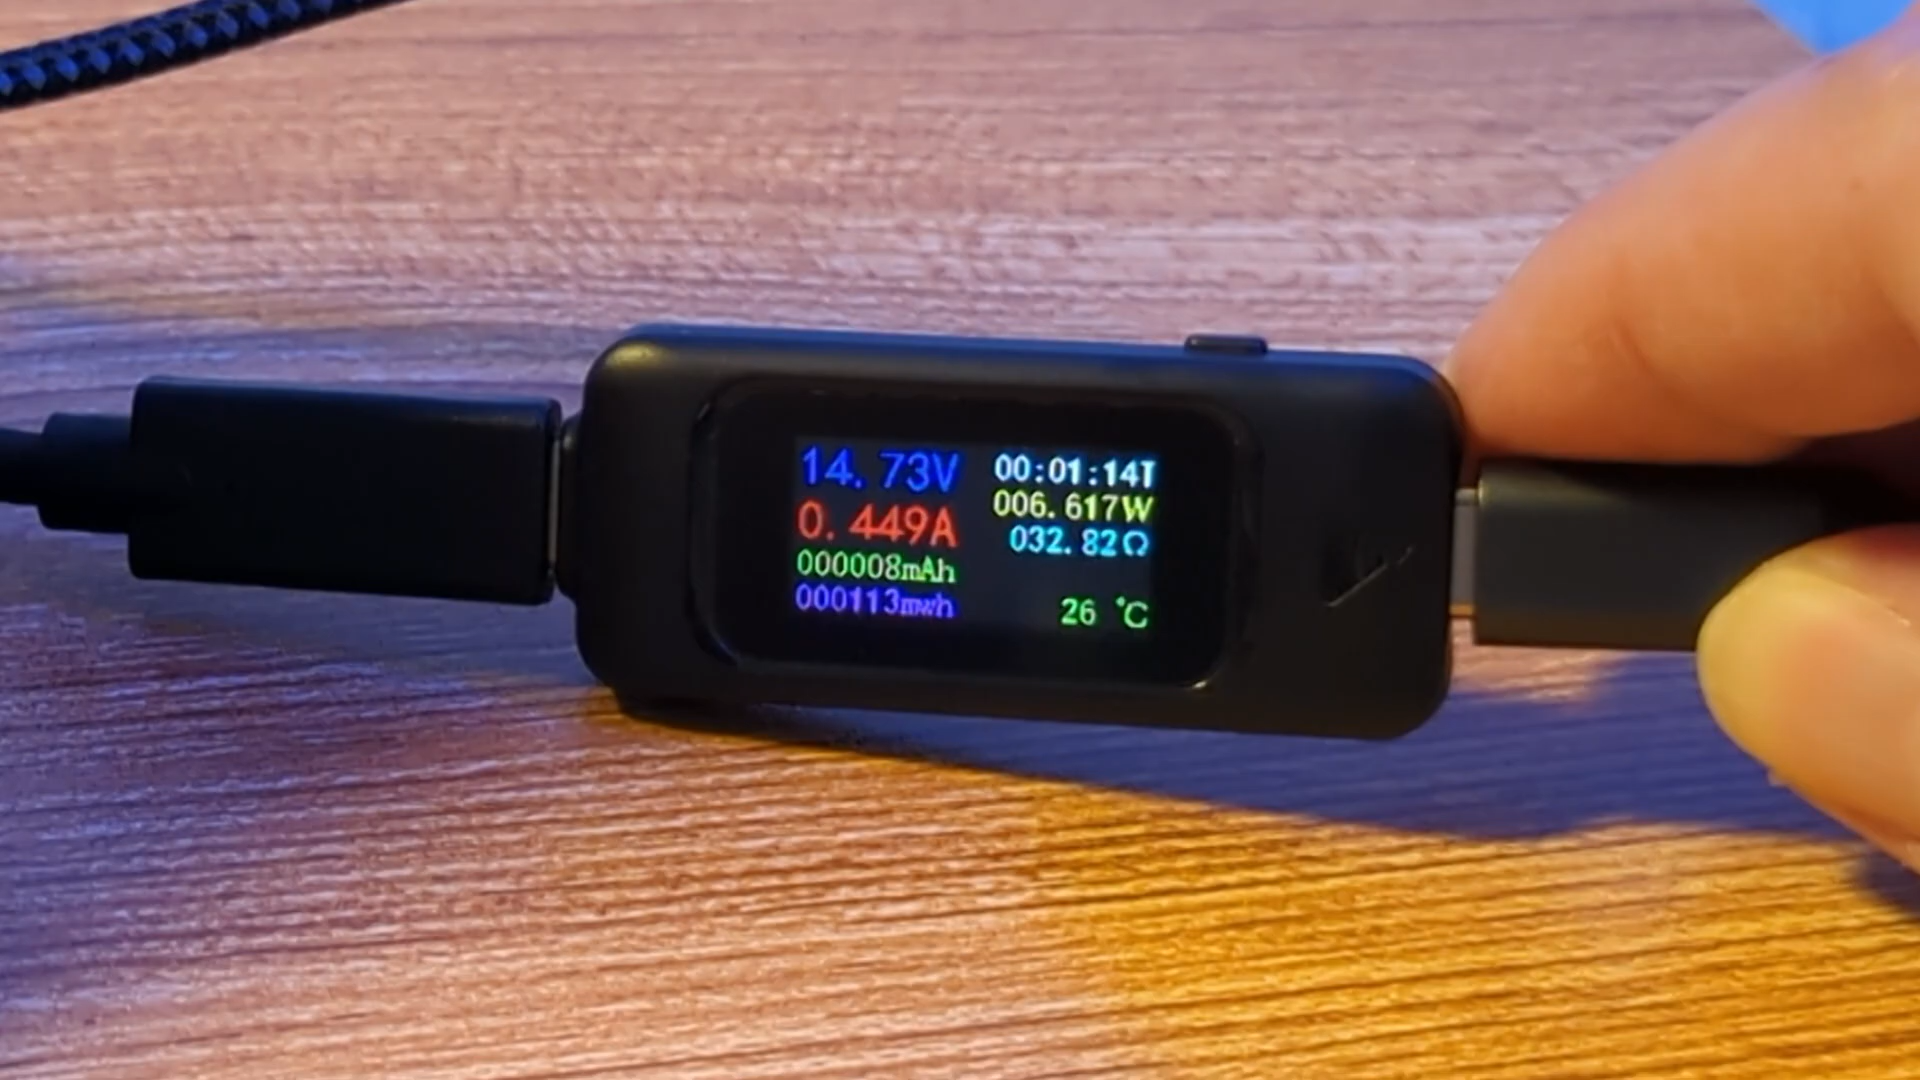 14.73V
0.449A
000008mAh
000113mwh
00:01:14T
006.617W
032.82Ω
26 °C